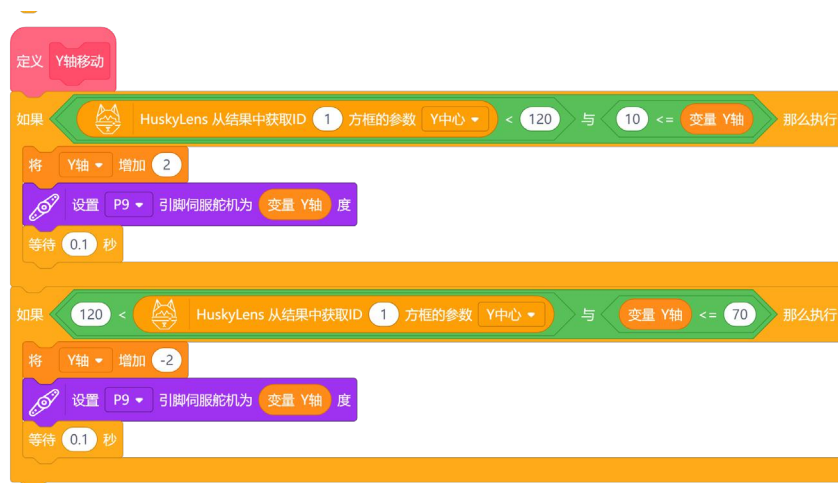 定义 Y轴移动
如果 HuskyLens 从结果中获取ID 1 方框的参数 Y中心 < 120 与 10 <= 变量 Y轴 那么执行
将 Y轴 增加 2
设置 P9 引脚伺服舵机为 变量 Y轴 度
等待 0.1 秒
如果 120 < HuskyLens 从结果中获取ID 1 方框的参数 Y中心 与 变量 Y轴 <= 70 那么执行
将 Y轴 增加 -2
设置 P9 引脚伺服舵机为 变量 Y轴 度
等待 0.1 秒